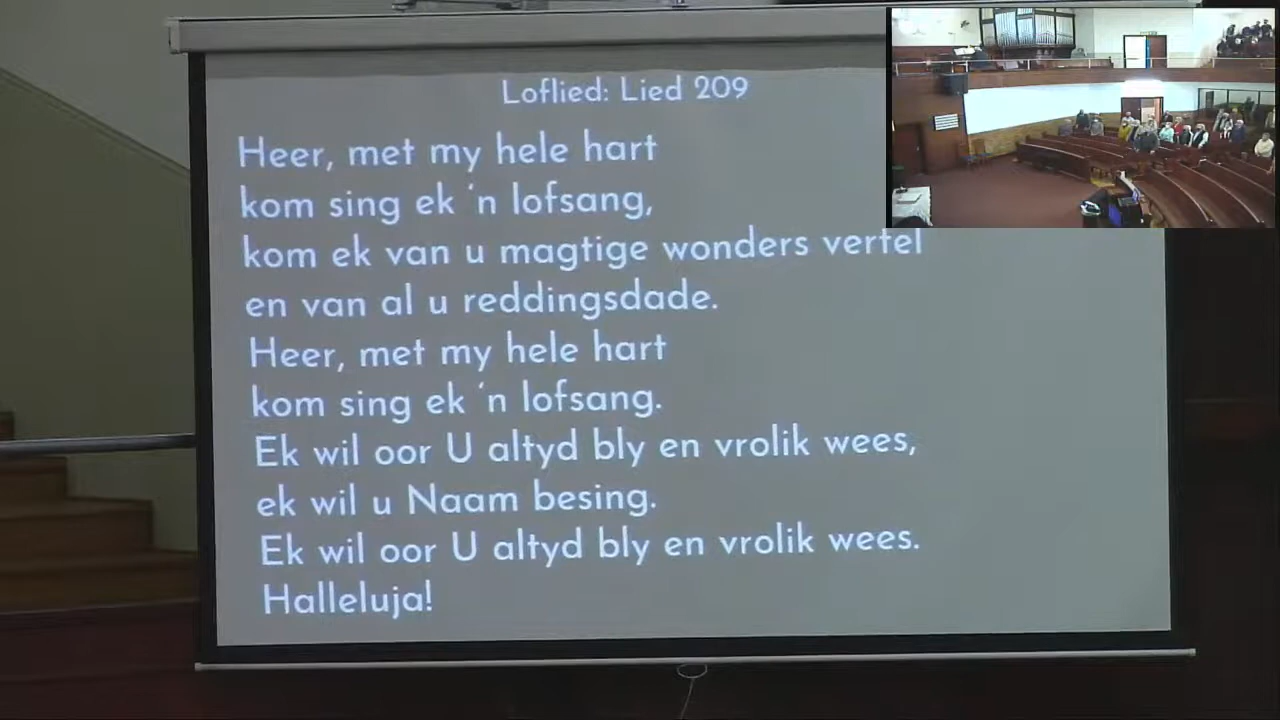 Loflied: Lied 209
Heer, met my hele hart
kom sing ek ‘n lofsang,
kom ek van u magtige wonders vertel
en van al u reddingsdade.
Heer, met my hele hart
kom sing ek ‘n lofsang.
Ek wil oor U altyd bly en vrolik wees,
ek wil u Naam besing.
Ek wil oor U altyd bly en vrolik wees.
Halleluja!